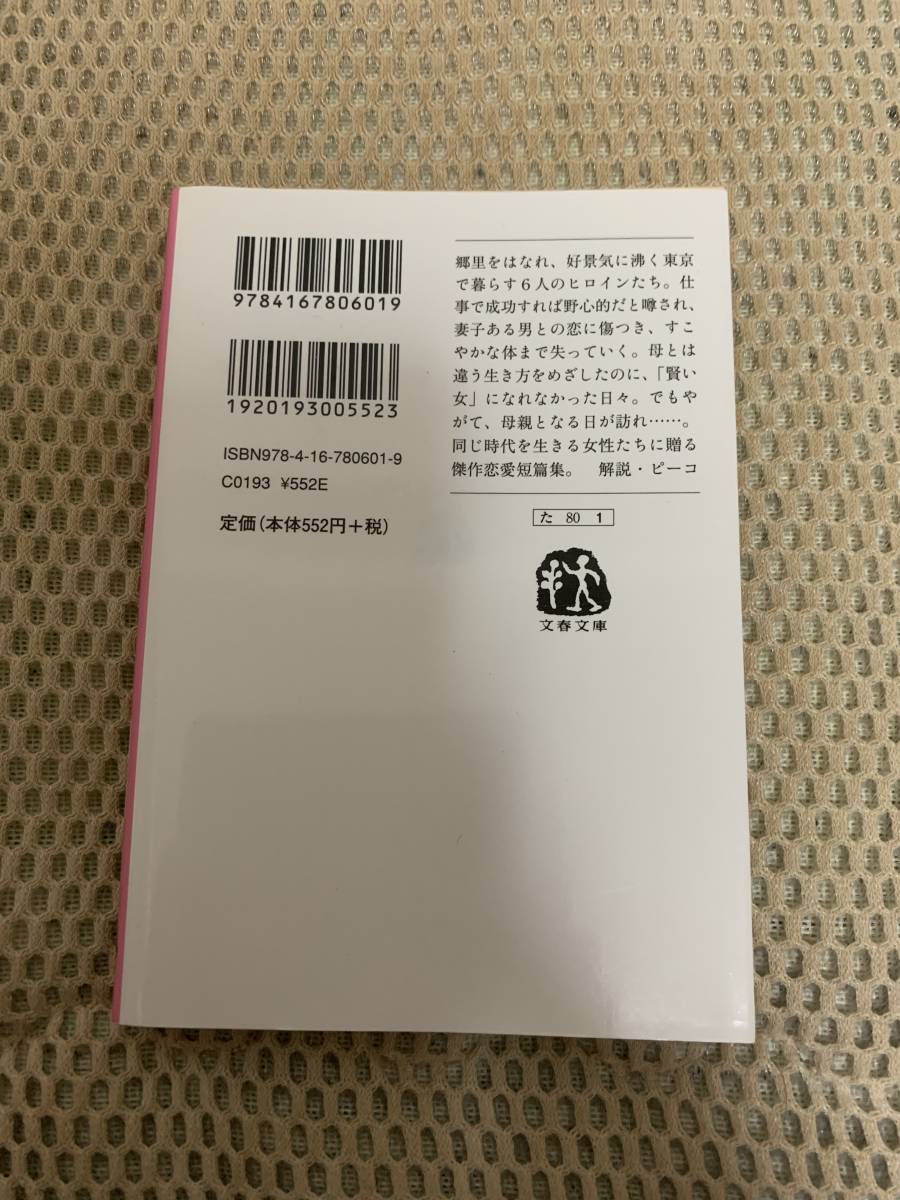 9784167806019
1920193005523
ISBN978-4-16-780601-9
C0193 ¥552E
定価(本体552円+税)
郷里をはなれ、好景気に沸く東京
で暮らす6人のヒロインたち。仕
事で成功すれば野心的だと噂され、
妻子ある男との恋に傷つき、すこ
やかな体まで失っていく。母とは
違う生き方をめざしたのに、「賢い
女」になれなかった日々。でもや
がて、母親となる日が訪れ……。
同じ時代を生きる女性たちに贈る
傑作恋愛短篇集。 解説・ピーコ
た 80 1
文春文庫